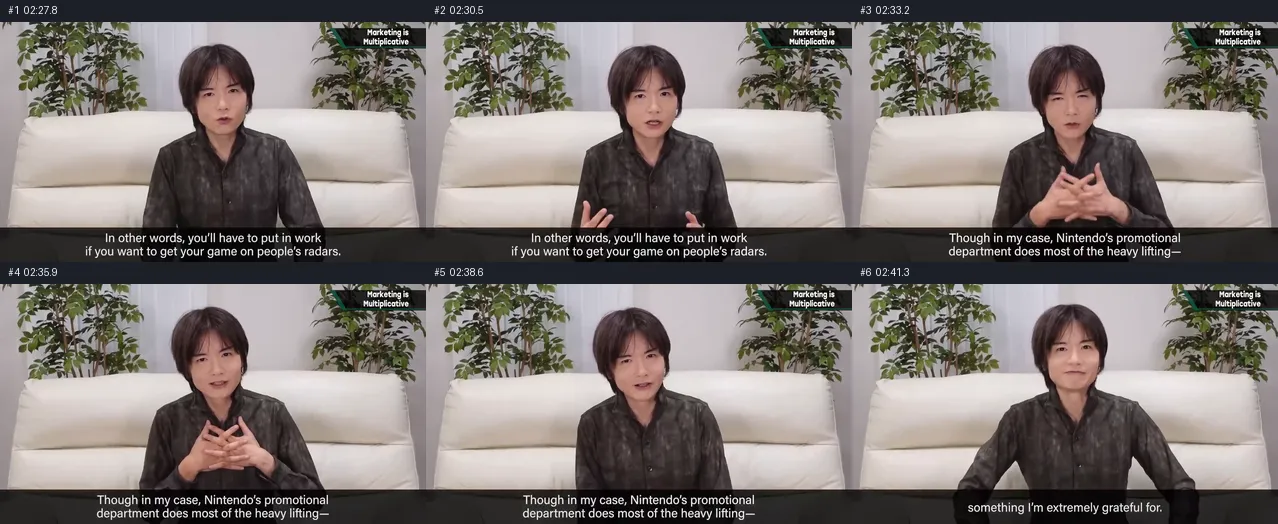 #1 02:27.8
Marketing is
Multiplicative
In other words, you'll have to put in work
if you want to get your game on people's radars.
#2 02:30.5
Marketing is
Multiplicative
In other words, you'll have to put in work
if you want to get your game on people's radars.
#3 02:33.2
Marketing is
Multiplicative
Though in my case, Nintendo's promotional
department does most of the heavy lifting—
#4 02:35.9
Marketing is
Multiplicative
Though in my case, Nintendo's promotional
department does most of the heavy lifting—
#5 02:38.6
Marketing is
Multiplicative
Though in my case, Nintendo's promotional
department does most of the heavy lifting—
#6 02:41.3
Marketing is
Multiplicative
something I'm extremely grateful for.